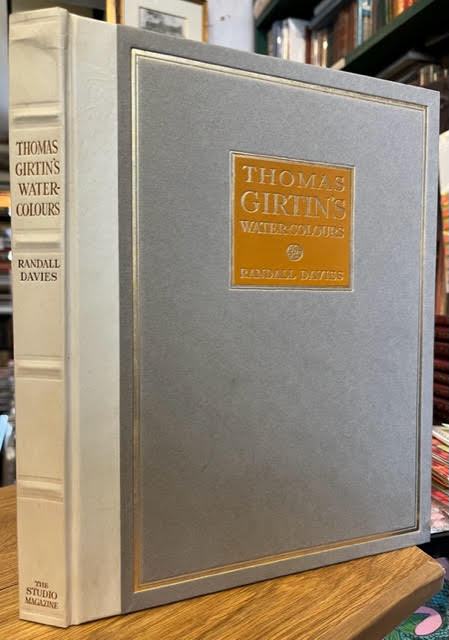 THOMAS
GIRTIN'S
WATER-
COLOURS
RANDALL
DAVIES
THE
STUDIO
MAGAZINE
THOMAS
GIRTIN'S
WATER-COLOURS
RANDALL DAVIES